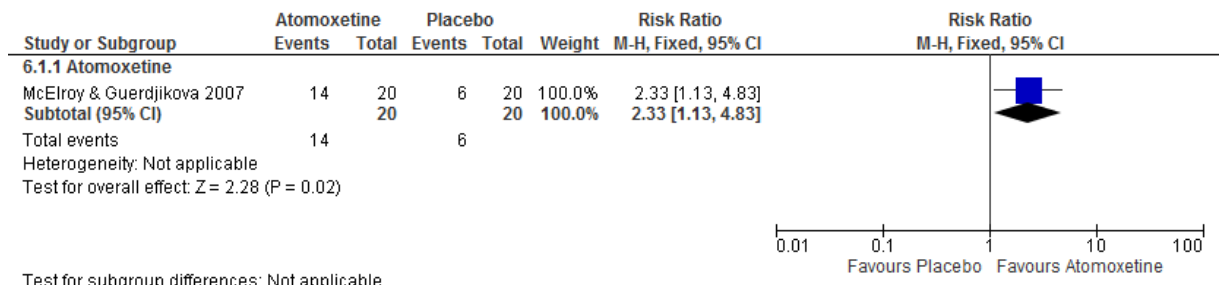 Atomoxetine Placebo Risk Ratio Risk Ratio
Study or Subgroup Events Total Events Total Weight M-H, Fixed, 95% CI M-H, Fixed, 95% CI
6.1.1 Atomoxetine
McElroy & Guerdjikova 2007 14 20 6 20 100.0% 2.33 [1.13, 4.83]
Subtotal (95% CI) 20 20 100.0% 2.33 [1.13, 4.83]
Total events 14 6
Heterogeneity: Not applicable
Test for overall effect: Z = 2.28 (P = 0.02)
0.01 0.1 1 10 100
Favours Placebo Favours Atomoxetine
Test for subgroup differences: Not applicable